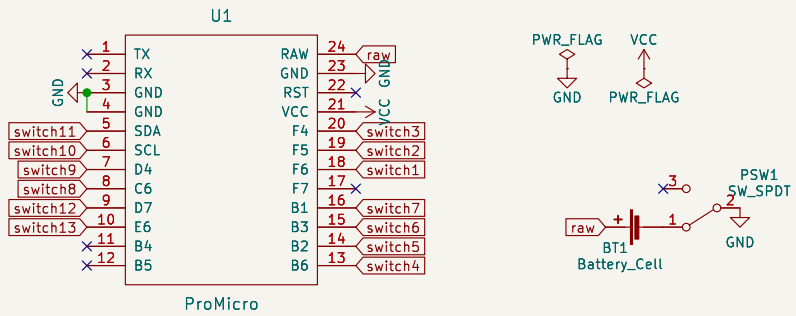 U1
1 TX RAW 24 raw
2 RX GND 23 GND
GND 3 GND RST 22
4 GND VCC 21 VCC
switch11 5 SDA F4 20 switch3
switch10 6 SCL F5 19 switch2
switch9 7 D4 F6 18 switch1
switch8 8 C6 F7 17
switch12 9 D7 B1 16 switch7
switch13 10 E6 B3 15 switch6
11 B4 B2 14 switch5
12 B5 B6 13 switch4
ProMicro
PWR_FLAG
GND
VCC
PWR_FLAG
PSW1
SW_SPDT
3
2
1
GND
raw
+
BT1
Battery_Cell